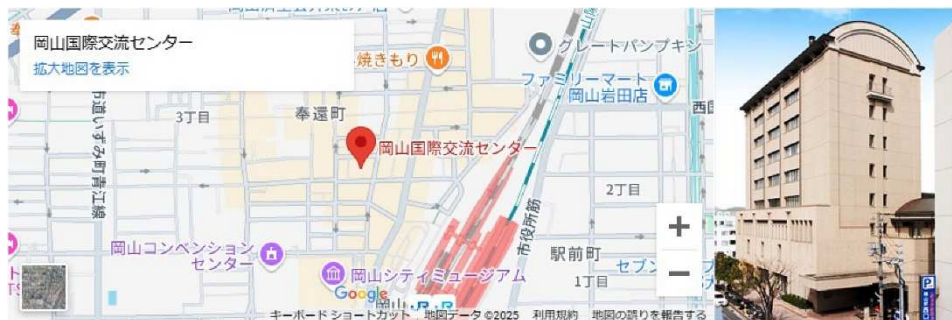 岡山国際交流センター
拡大地図を表示
焼きもり
グレートパンプキン
ファミリーマート
岡山岩田店
3丁目
奉還町
岡山国際交流センター
市道いずみ町青江線
2丁目
市役所筋
駅前町
1丁目
岡山コンベンション
センター
岡山シティミュージアム
セブン
Google
キーボード ショートカット
地図データ ©2025
利用規約
地図の誤りを報告する
P